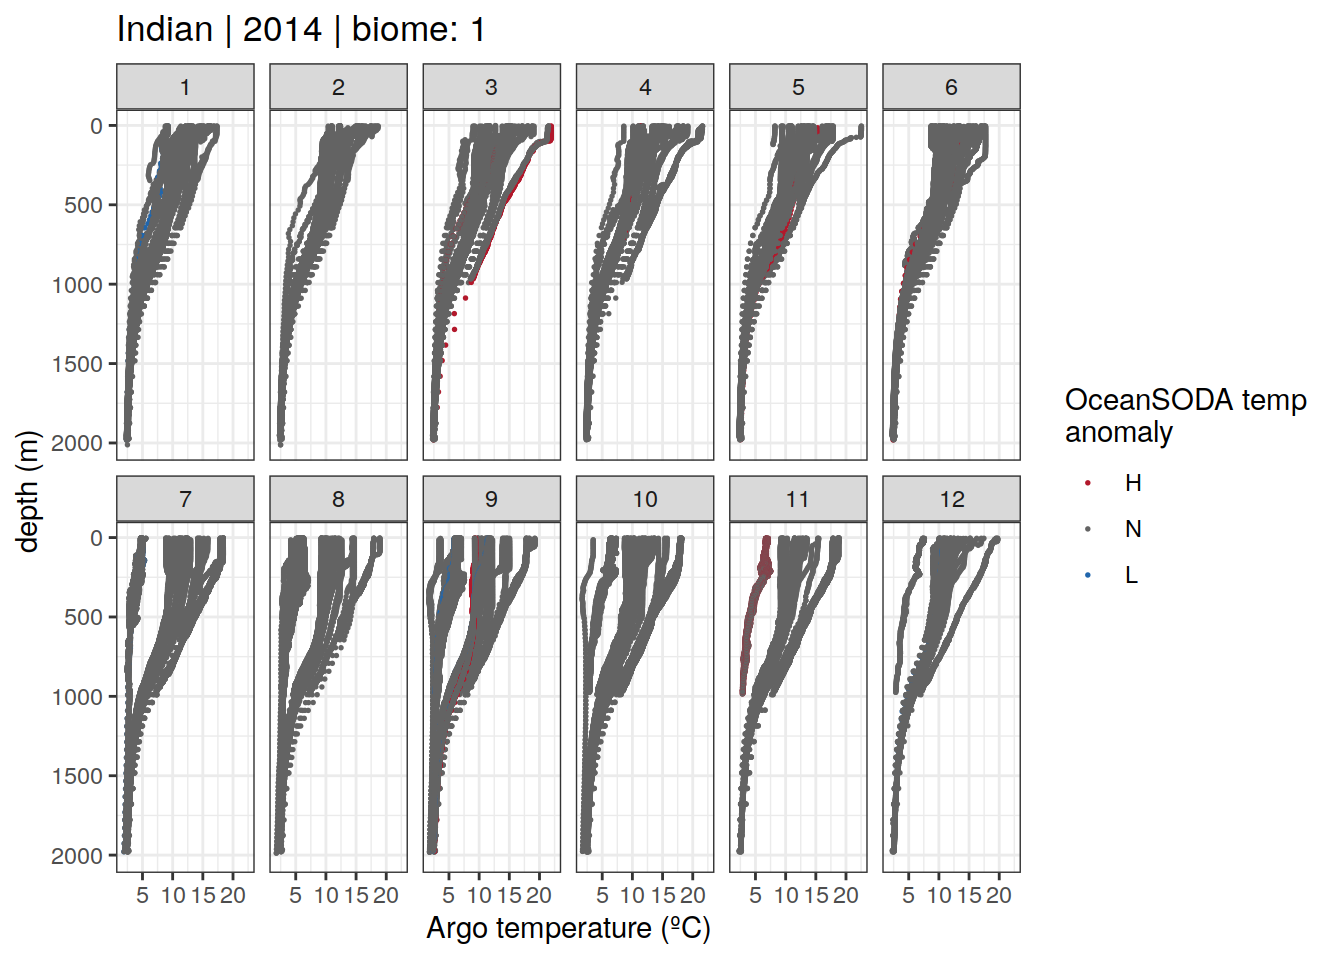 Indian | 2014 | biome: 1
1 2 3 4 5 6
0
500
1000
1500
2000
7 8 9 10 11 12
0
500
1000
1500
2000
5 10 15 20 5 10 15 20 5 10 15 20 5 10 15 20 5 10 15 20 5 10 15 20
Argo temperature (ºC)
depth (m)
OceanSODA temp
anomaly
H
N
L